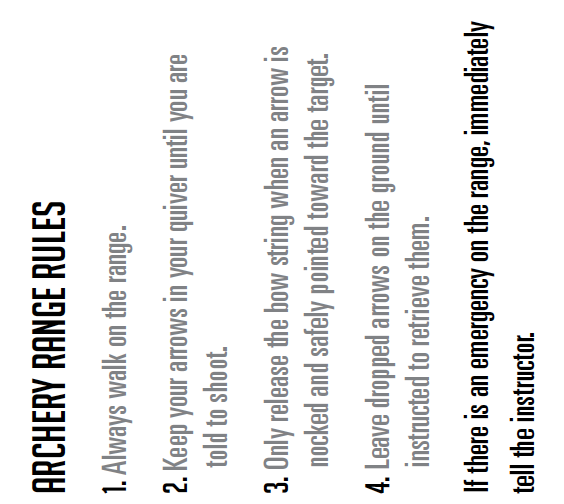 ARCHERY RANGE RULES
1. Always walk on the range.
2. Keep your arrows in your quiver until you are
told to shoot.
3. Only release the bow string when an arrow is
nocked and safely pointed toward the target.
4. Leave dropped arrows on the ground until
instructed to retrieve them.
If there is an emergency on the range, immediately
tell the instructor.